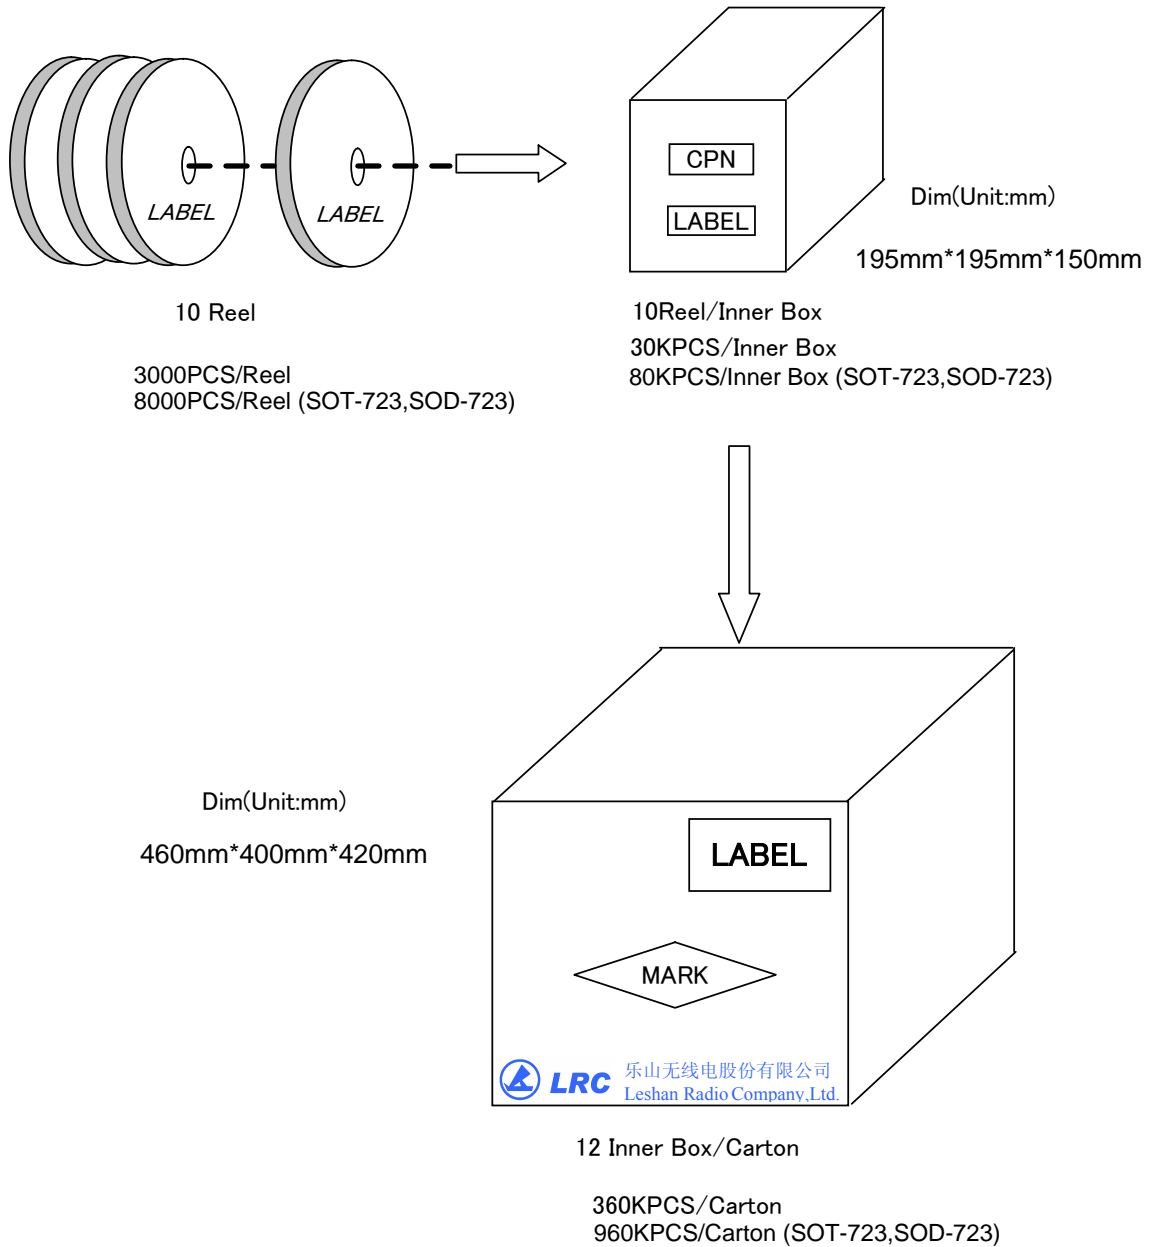 LABEL
LABEL
10 Reel
3000PCS/Reel
8000PCS/Reel (SOT-723,SOD-723)
CPN
LABEL
Dim(Unit:mm)
195mm*195mm*150mm
10Reel/Inner Box
30KPCS/Inner Box
80KPCS/Inner Box (SOT-723,SOD-723)
Dim(Unit:mm)
460mm*400mm*420mm
LABEL
MARK
LRC
乐山无线电股份有限公司
Leshan Radio Company,Ltd.
12 Inner Box/Carton
360KPCS/Carton
960KPCS/Carton (SOT-723,SOD-723)